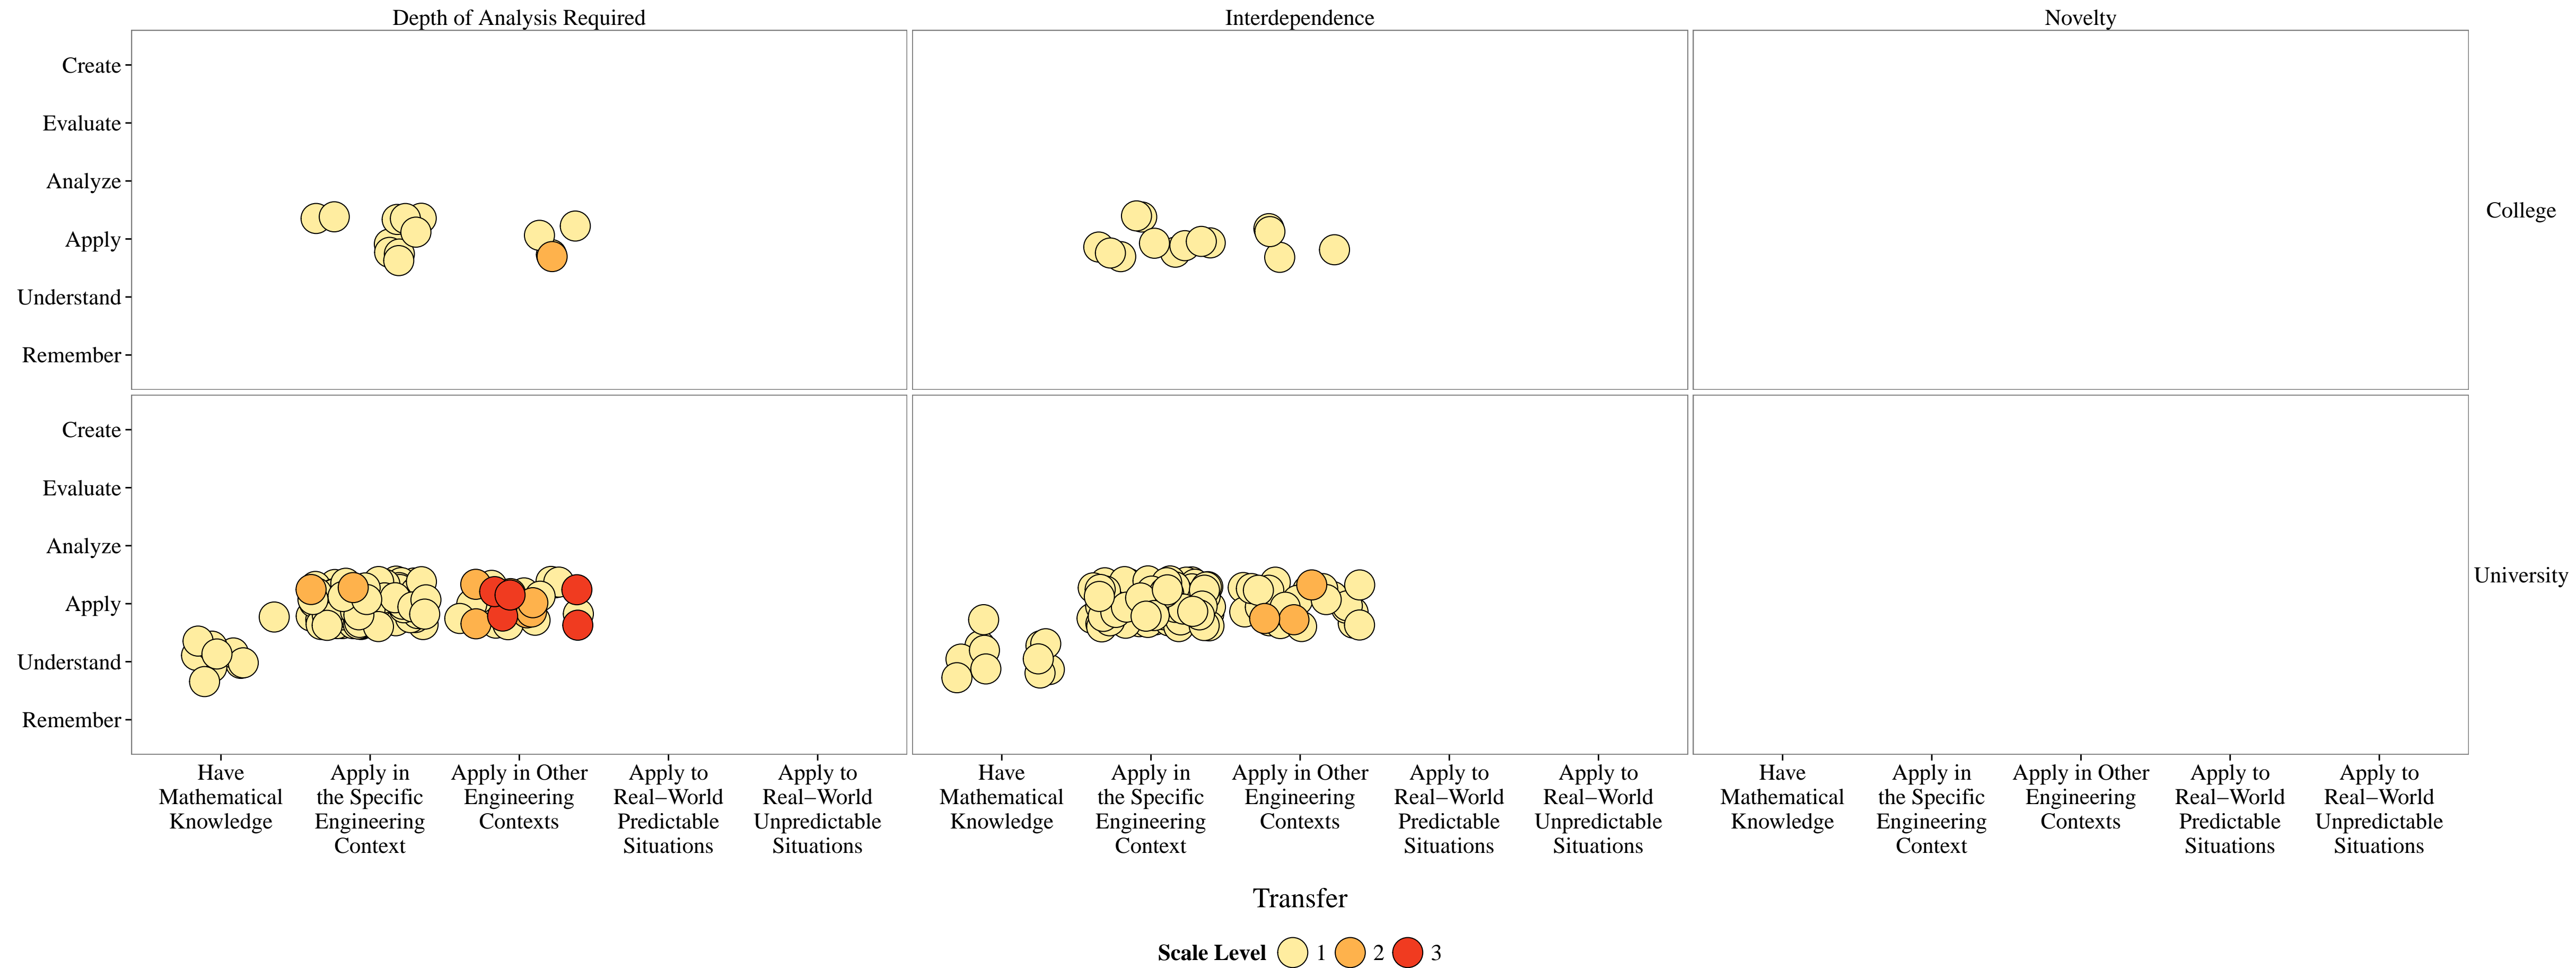 Depth of Analysis Required
Interdependence
Novelty
Create
Evaluate
Analyze
Apply
Understand
Remember
College
Create
Evaluate
Analyze
Apply
Understand
Remember
University
Have
Mathematical
Knowledge
Apply in
the Specific
Engineering
Context
Apply in Other
Engineering
Contexts
Apply to
Real−World
Predictable
Situations
Apply to
Real−World
Unpredictable
Situations
Have
Mathematical
Knowledge
Apply in
the Specific
Engineering
Context
Apply in Other
Engineering
Contexts
Apply to
Real−World
Predictable
Situations
Apply to
Real−World
Unpredictable
Situations
Have
Mathematical
Knowledge
Apply in
the Specific
Engineering
Context
Apply in Other
Engineering
Contexts
Apply to
Real−World
Predictable
Situations
Apply to
Real−World
Unpredictable
Situations
Transfer
Scale Level 1 2 3